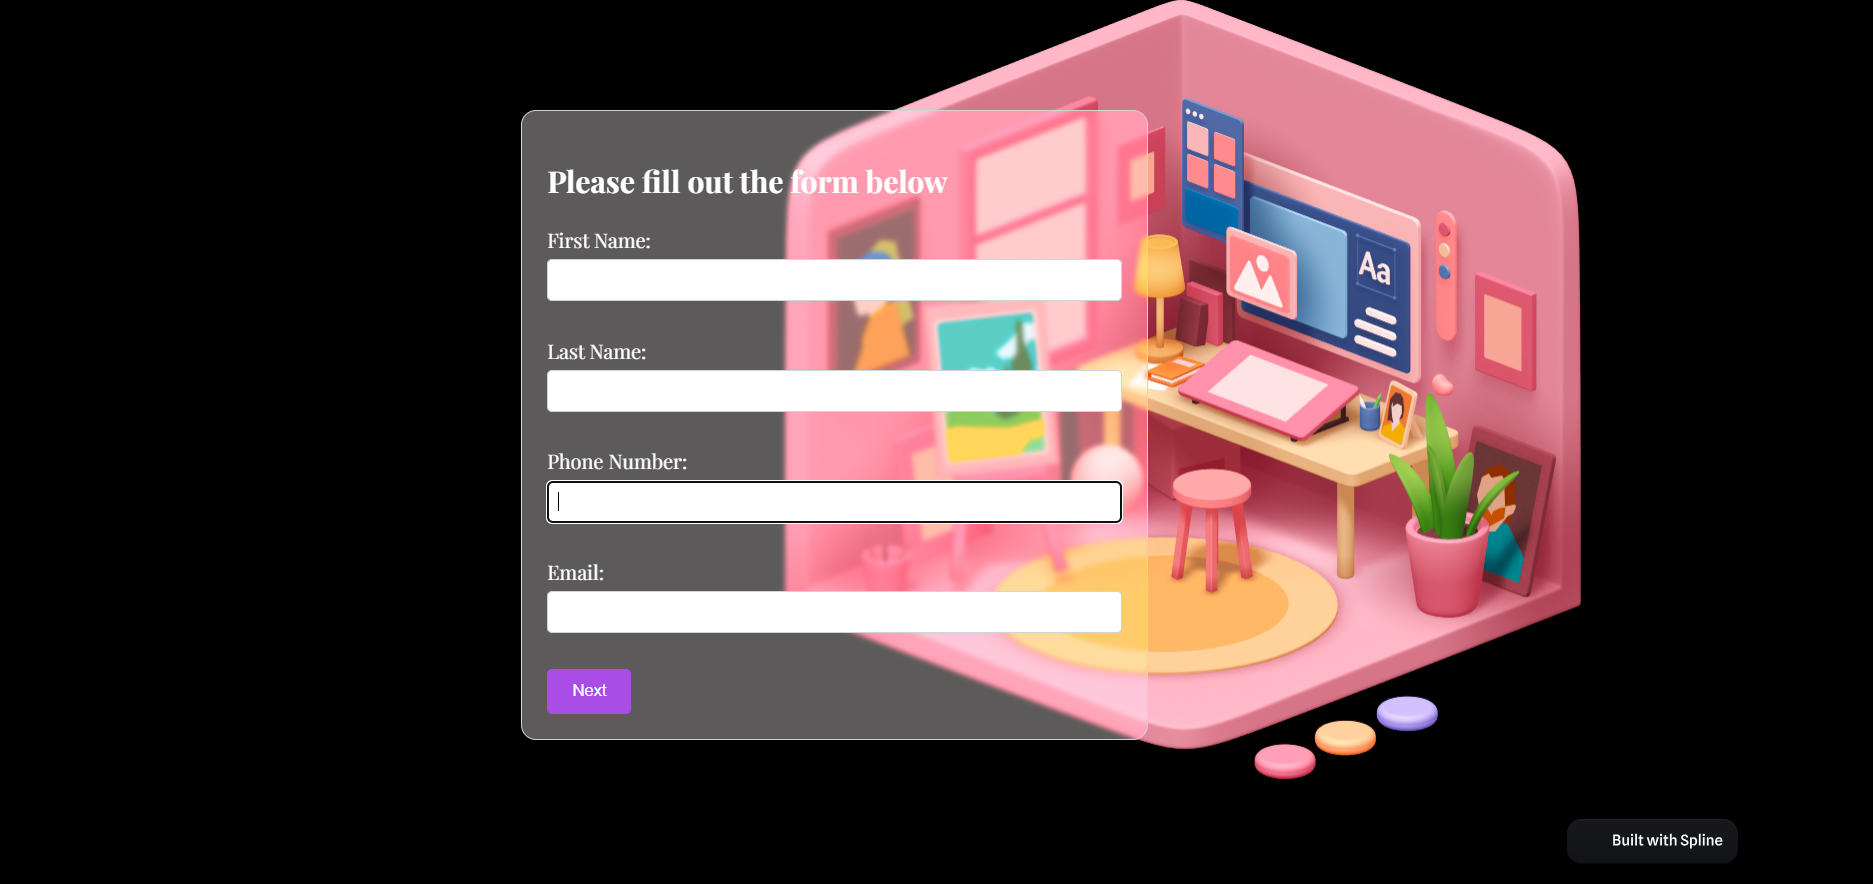 Please fill out the form below
First Name:
Last Name:
Phone Number:
Email:
Next
Aa
Built with Spline